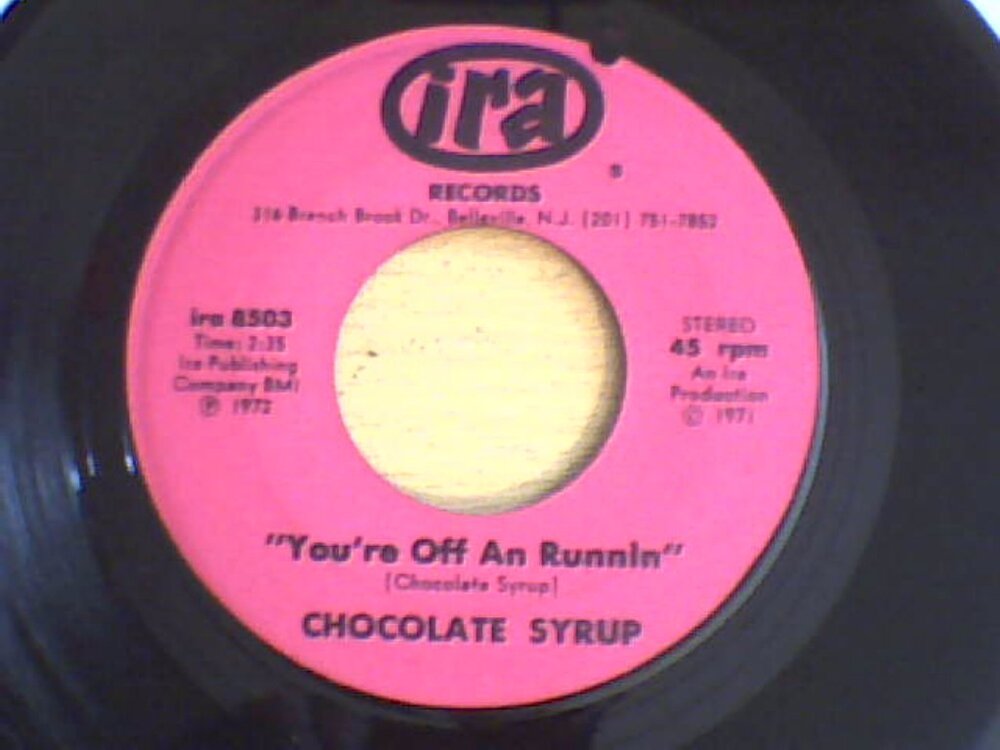 ira
®
RECORDS
316 Branch Brook Dr., Belleville, N.J. (201) 751-7852
ira 8503
Time: 2:35
Ira Publishing
Company BMI
Ⓟ 1972
STEREO
45 rpm
An Ira
Production
© 1971
"You're Off An Runnin"
(Chocolate Syrup)
CHOCOLATE SYRUP